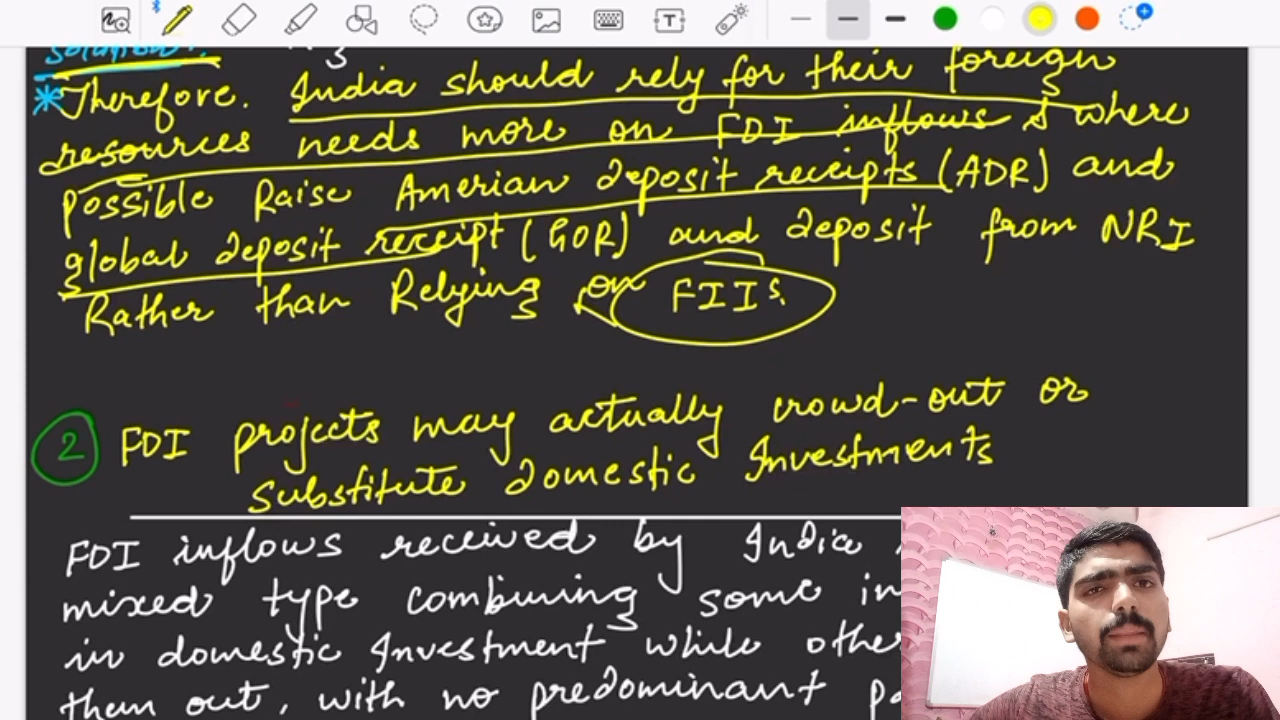 solution:
*Therefore. India should rely for their foreign
resources needs more on FDI inflows & where
possible Raise Amerian deposit receipts (ADR) and
global deposit receipt (GDR) and deposit from NRI
Rather than Relying on FIIs.
2 FDI projects may actually crowd-out or
substitute domestic Investments
FDI inflows received by India
mixed type combining some in
in domestic Investment while othe
them out, with no predominant pa